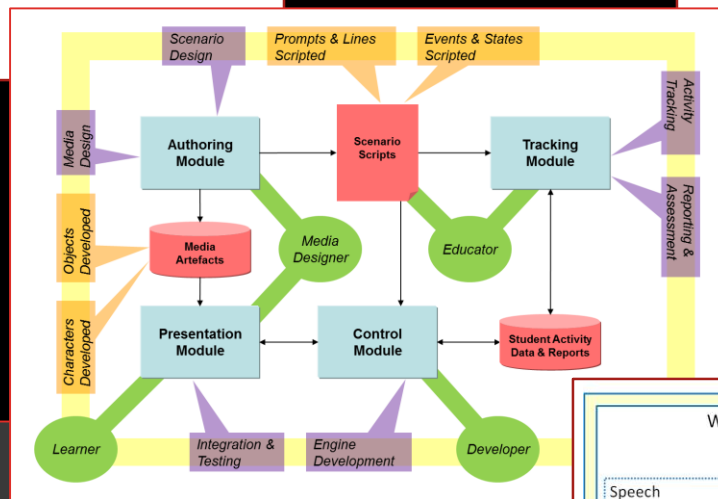 Scenario
Design
Prompts & Lines
Scripted
Events & States
Scripted
Activity
Tracking
Media
Design
Authoring
Module
Scenario
Scripts
Tracking
Module
Reporting &
Assessment
Objects
Developed
Media
Artefacts
Media
Designer
Educator
Characters
Developed
Presentation
Module
Control
Module
Student Activity
Data & Reports
Learner
Integration &
Testing
Engine
Development
Developer
W
Speech